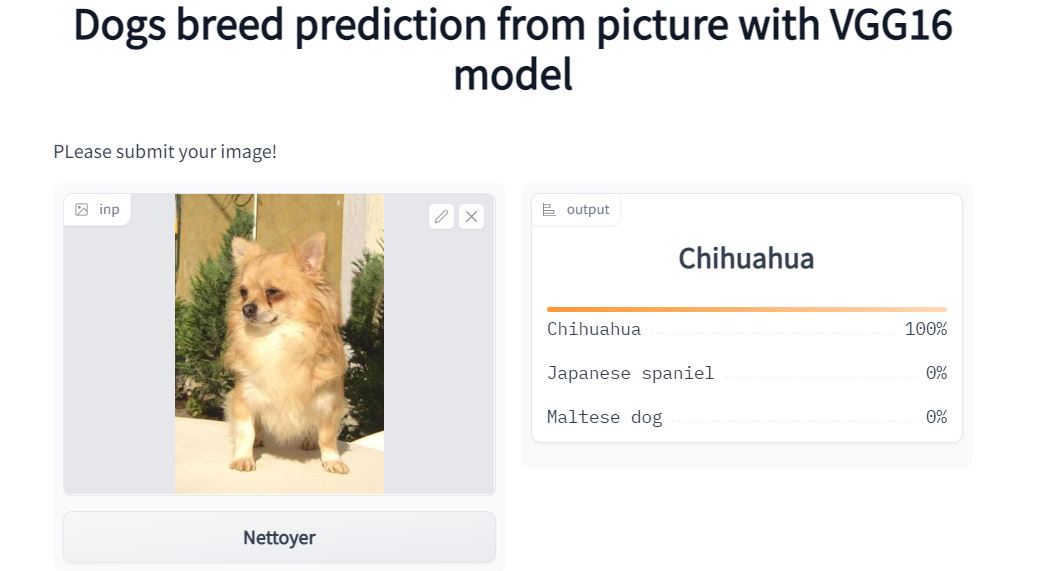 Dogs breed prediction from picture with VGG16
model
PLease submit your image!
inp
Nettoyer
output
Chihuahua
Chihuahua 100%
Japanese spaniel 0%
Maltese dog 0%